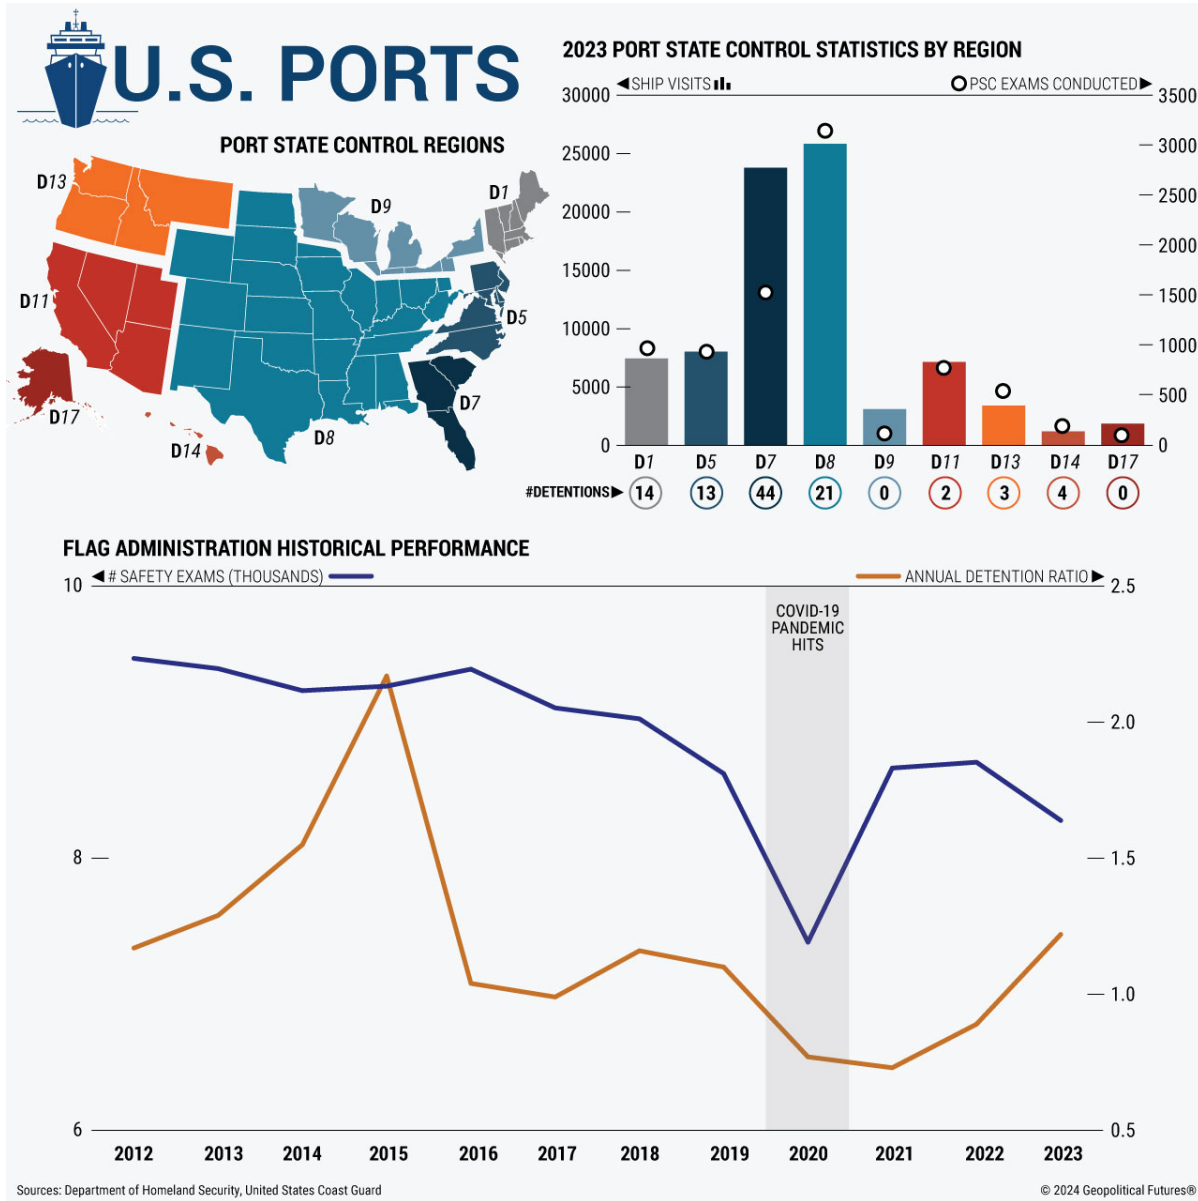 U.S. PORTS
PORT STATE CONTROL REGIONS
D13
D9
D1
D11
D5
D17
D7
D14
D8
2023 PORT STATE CONTROL STATISTICS BY REGION
◀SHIP VISITS PSC EXAMS CONDUCTED▶
30000 3500
25000 3000
2500
20000 2000
15000 1500
10000 1000
5000 500
0 0
D1 D5 D7 D8 D9 D11 D13 D14 D17
#DETENTIONS▶ 14 13 44 21 0 2 3 4 0
FLAG ADMINISTRATION HISTORICAL PERFORMANCE
◀ # SAFETY EXAMS (THOUSANDS) ANNUAL DETENTION RATIO ▶
10 2.5
COVID-19
PANDEMIC
HITS
2.0
8 1.5
1.0
6 0.5
2012 2013 2014 2015 2016 2017 2018 2019 2020 2021 2022 2023
Sources: Department of Homeland Security, United States Coast Guard © 2024 Geopolitical Futures®